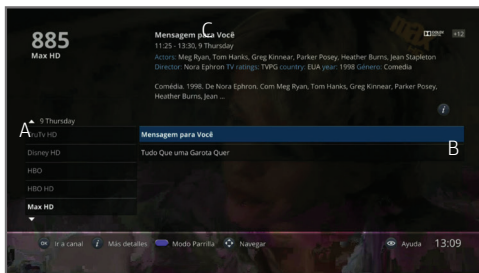 885
Max HD
Mensagem para Você
11:25 - 13:30, 9 Thursday
Actors: Meg Ryan, Tom Hanks, Greg Kinnear, Parker Posey, Heather Burns, Jean Stapleton
Director: Nora Ephron TV ratings: TVPG country: EUA year: 1998 Género: Comedia
Comédia. 1998. De Nora Ephron. Com Meg Ryan, Tom Hanks, Greg Kinnear, Parker Posey,
Heather Burns, Jean ...
C
DOLBY
+12
i
9 Thursday
A
TruTv HD
Mensagem para Você
Disney HD
Tudo Que uma Garota Quer
B
HBO
HBO HD
Max HD
OK Ir a canal i Más detalles Modo Parrilla Navegar Ayuda 13:09